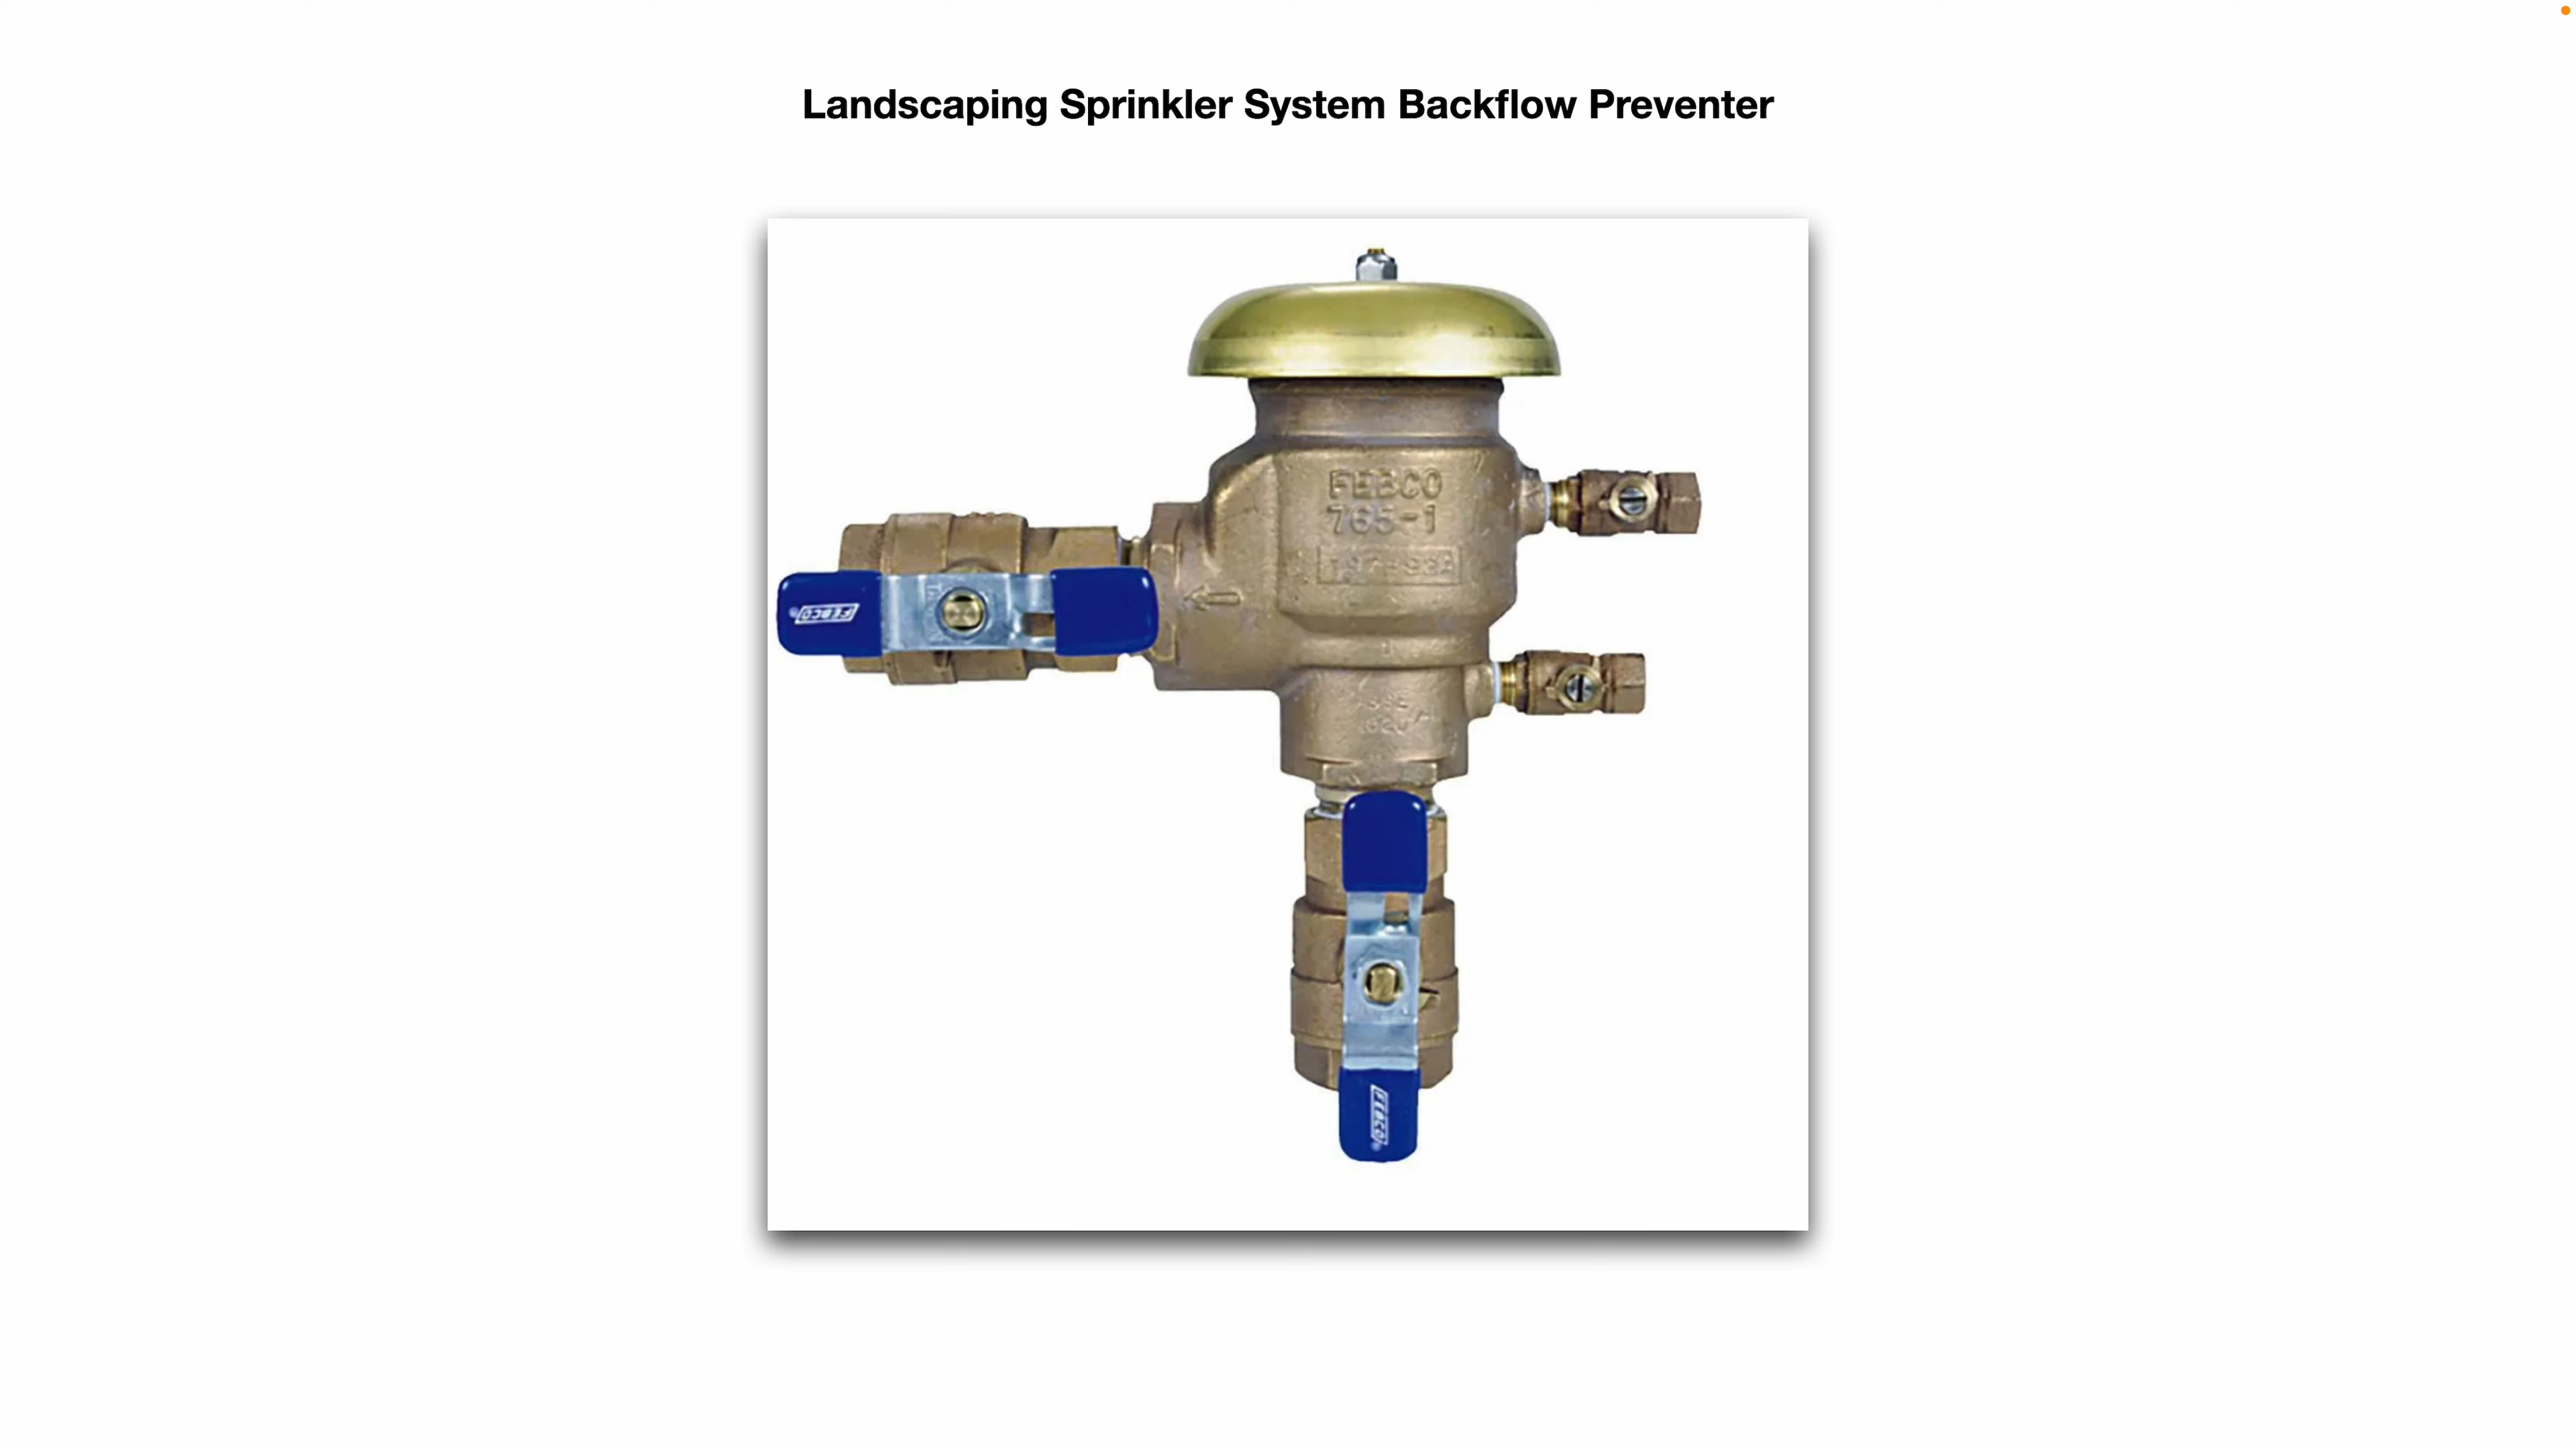 Landscaping Sprinkler System Backflow Preventer
FEBCO
765-1
FEBCO®
FEBCO®